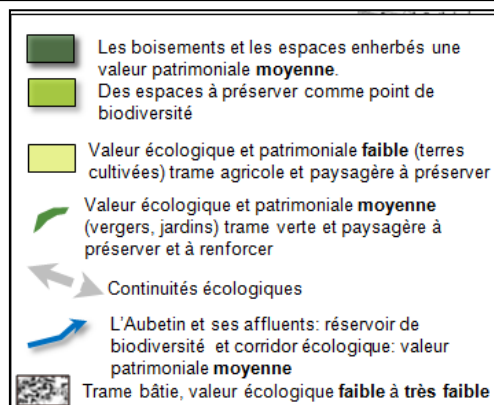 Les boisements et les espaces enherbés une
valeur patrimoniale moyenne.
Des espaces à préserver comme point de
biodiversité
Valeur écologique et patrimoniale faible (terres
cultivées) trame agricole et paysagère à préserver
Valeur écologique et patrimoniale moyenne
(vergers, jardins) trame verte et paysagère à
préserver et à renforcer
Continuités écologiques
L'Aubetin et ses affluents: réservoir de
biodiversité et corridor écologique: valeur
patrimoniale moyenne
Trame bâtie, valeur écologique faible à très faible